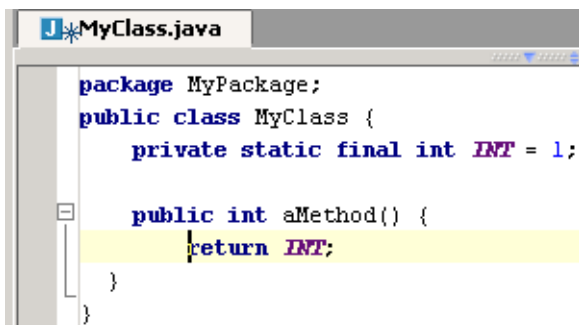 MyClass.java
package MyPackage;
public class MyClass {
    private static final int INT = 1;
    public int aMethod() {
        return INT;
    }
}